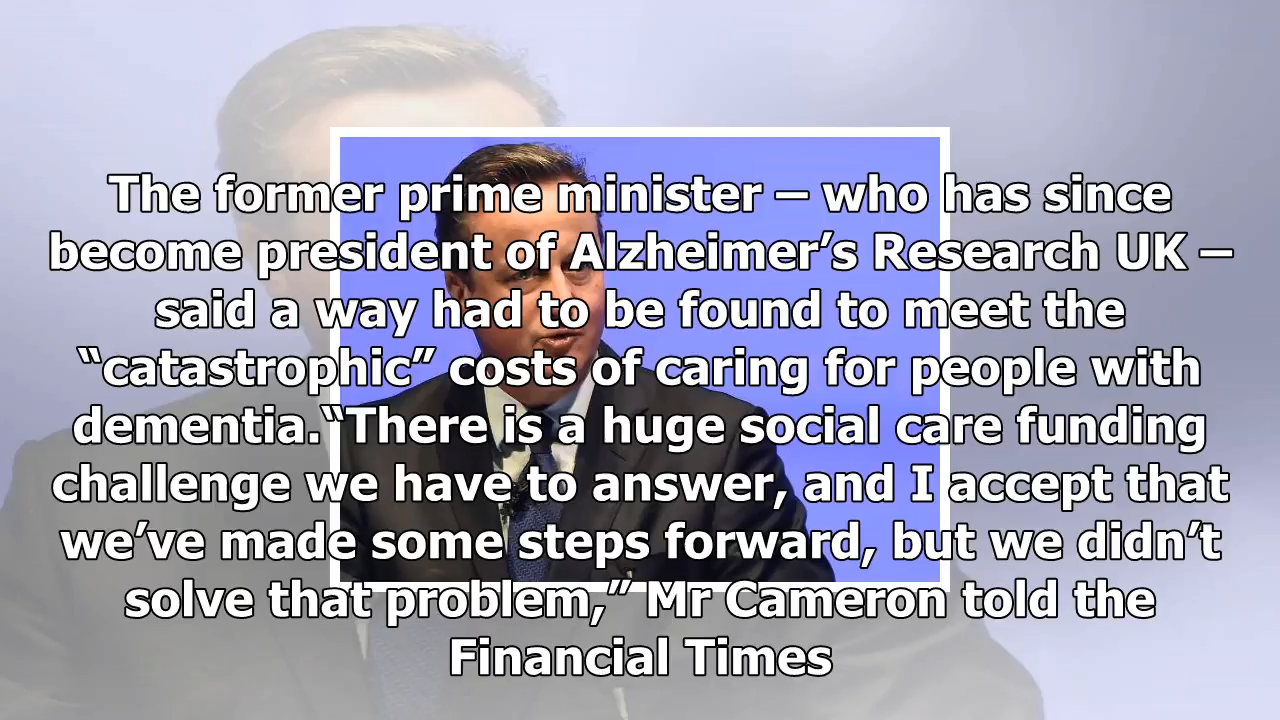 The former prime minister – who has since
become president of Alzheimer’s Research UK –
said a way had to be found to meet the
“catastrophic” costs of caring for people with
dementia.“There is a huge social care funding
challenge we have to answer, and I accept that
we’ve made some steps forward, but we didn’t
solve that problem,” Mr Cameron told the
Financial Times